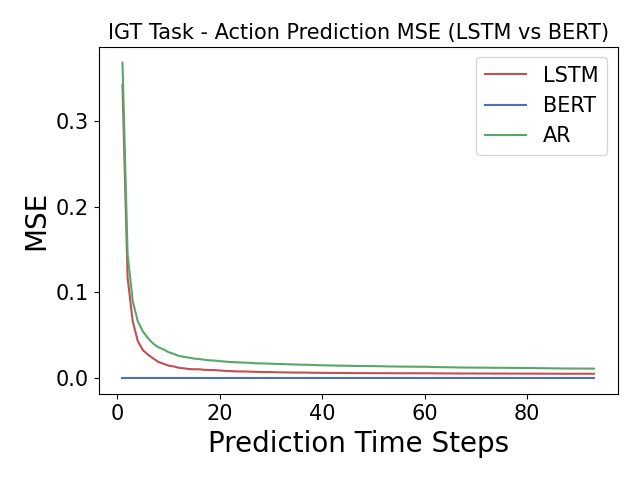 IGT Task - Action Prediction MSE (LSTM vs BERT)
LSTM
BERT
AR
MSE
0.3
0.2
0.1
0.0
0 20 40 60 80
Prediction Time Steps